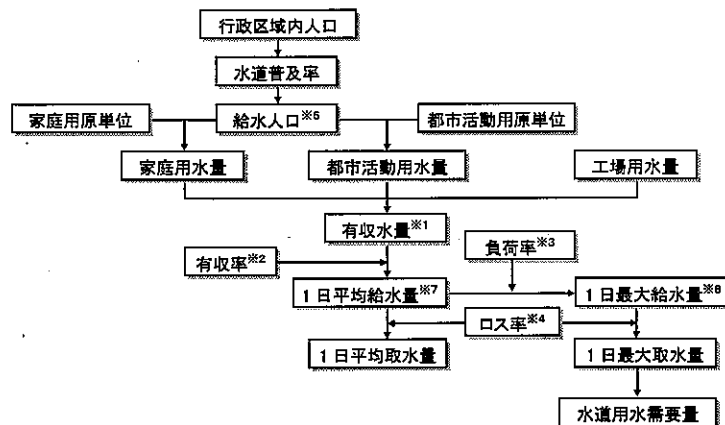 行政区域内人口
水道普及率
家庭用原単位
給水人口※5
都市活動用原単位
家庭用水量
都市活動用水量
工場用水量
有収水量※1
有収率※2
負荷率※3
1日平均給水量※7
1日最大給水量※6
ロス率※4
1日平均取水量
1日最大取水量
水道用水需要量